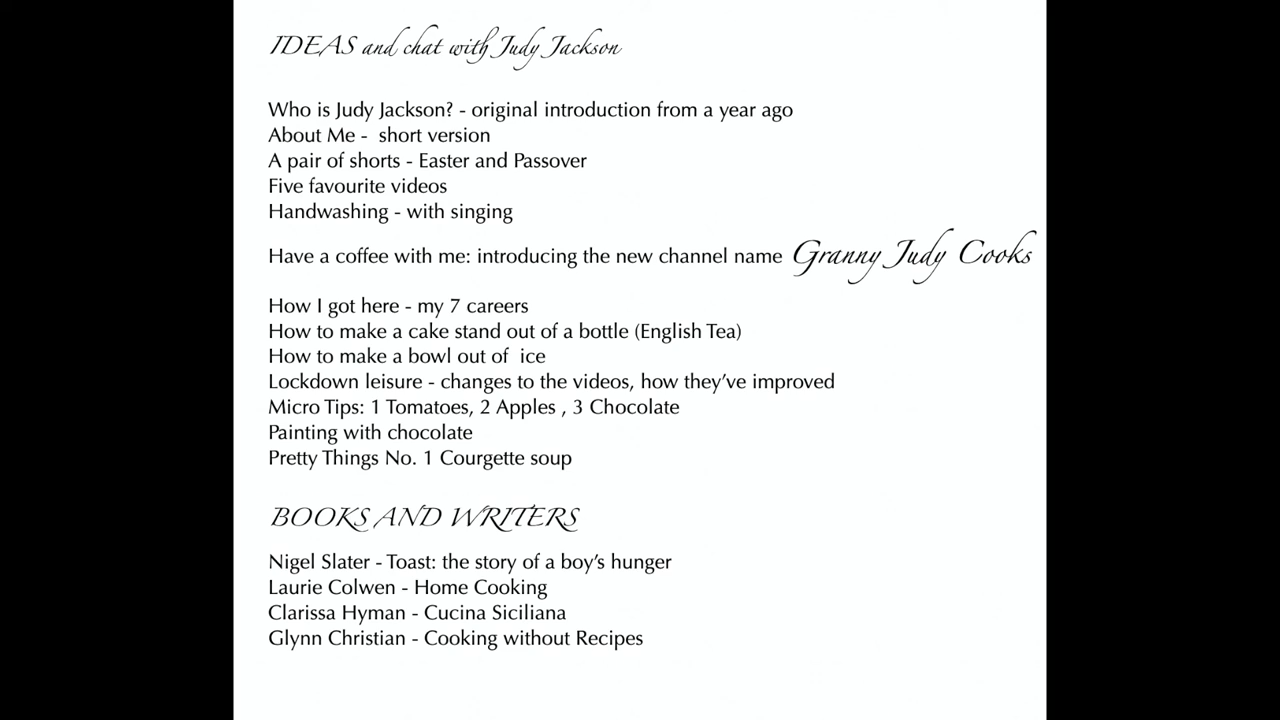 IDEAS and chat with Judy Jackson
Who is Judy Jackson? - original introduction from a year ago
About Me -  short version
A pair of shorts - Easter and Passover
Five favourite videos
Handwashing - with singing
Have a coffee with me: introducing the new channel name Granny Judy Cooks
How I got here - my 7 careers
How to make a cake stand out of a bottle (English Tea)
How to make a bowl out of  ice
Lockdown leisure - changes to the videos, how they’ve improved
Micro Tips: 1 Tomatoes, 2 Apples , 3 Chocolate
Painting with chocolate
Pretty Things No. 1 Courgette soup
BOOKS AND WRITERS
Nigel Slater - Toast: the story of a boy’s hunger
Laurie Colwen - Home Cooking
Clarissa Hyman - Cucina Siciliana
Glynn Christian - Cooking without Recipes